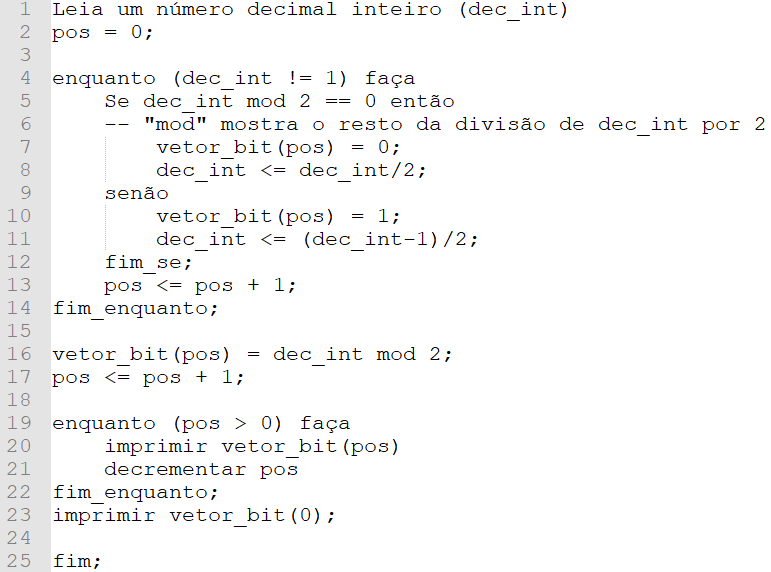 1 Leia um número decimal inteiro (dec_int)
2 pos = 0;
3
4 enquanto (dec_int != 1) faça
5     Se dec_int mod 2 == 0 então
6     -- "mod" mostra o resto da divisão de dec_int por 2
7         vetor_bit(pos) = 0;
8         dec_int <= dec_int/2;
9     senão
10         vetor_bit(pos) = 1;
11         dec_int <= (dec_int-1)/2;
12     fim_se;
13     pos <= pos + 1;
14 fim_enquanto;
15
16 vetor_bit(pos) = dec_int mod 2;
17 pos <= pos + 1;
18
19 enquanto (pos > 0) faça
20     imprimir vetor_bit(pos)
21     decrementar pos
22 fim_enquanto;
23 imprimir vetor_bit(0);
24
25 fim;